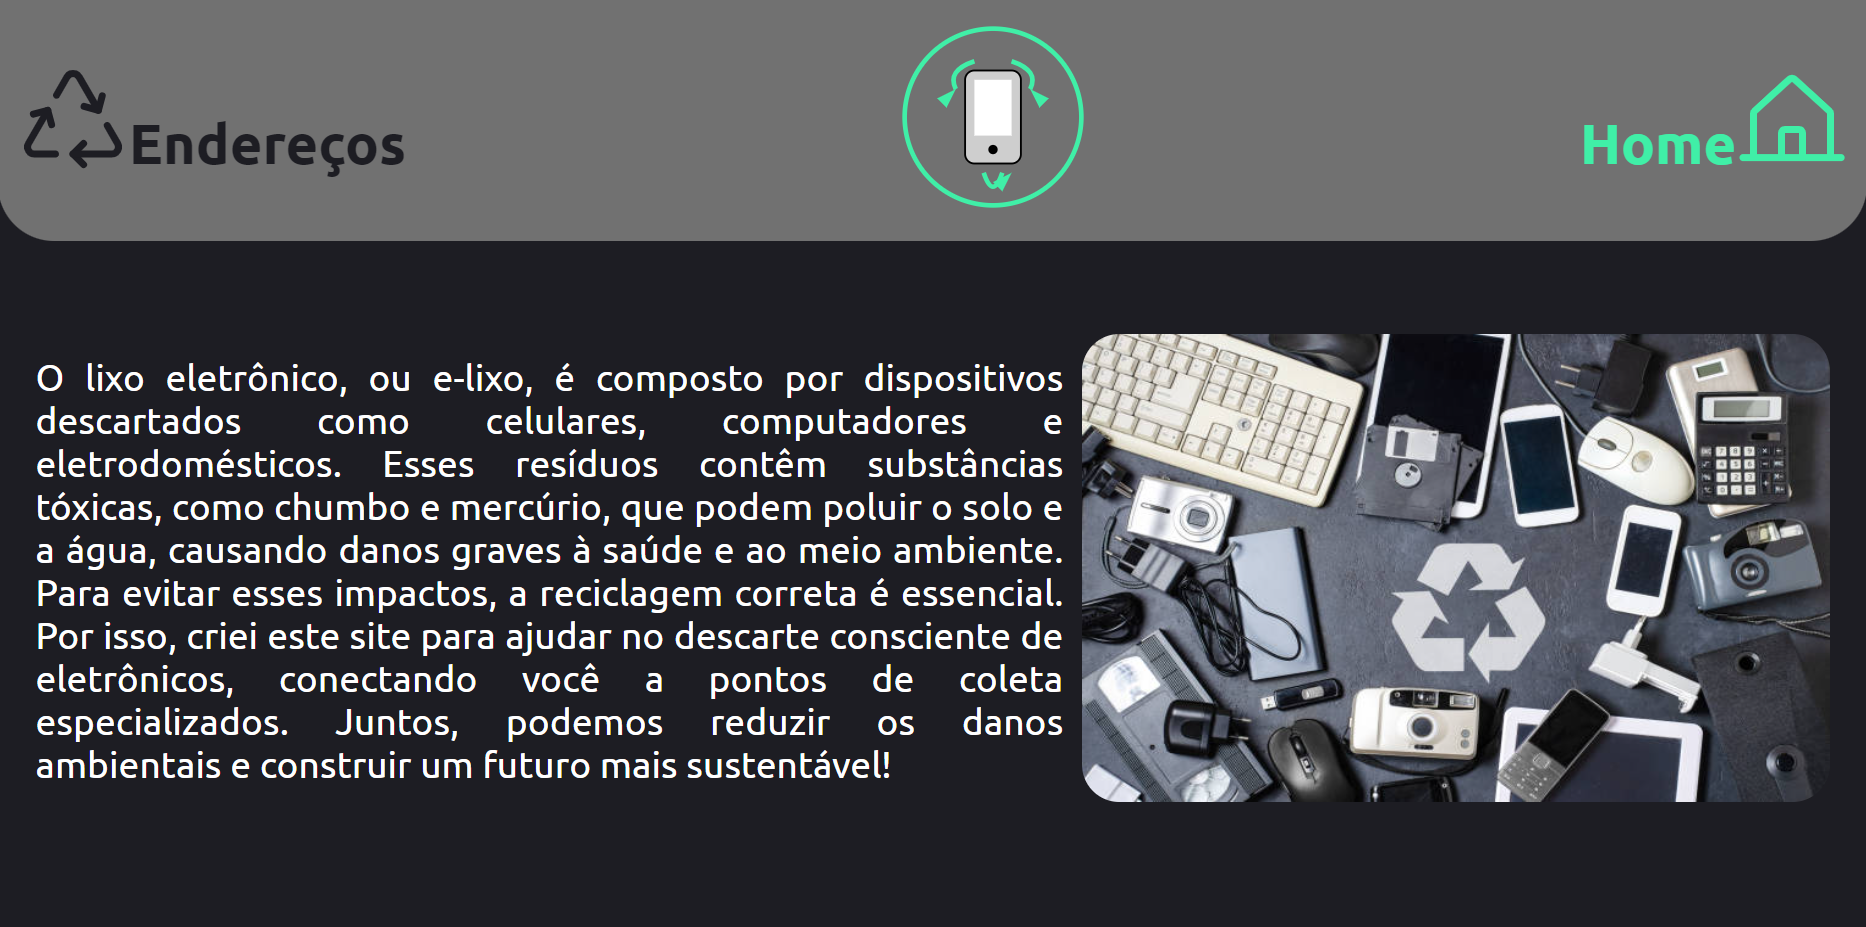 Endereços
Home
O lixo eletrônico, ou e-lixo, é composto por dispositivos
descartados como celulares, computadores e
eletrodomésticos. Esses resíduos contêm substâncias
tóxicas, como chumbo e mercúrio, que podem poluir o solo e
a água, causando danos graves à saúde e ao meio ambiente.
Para evitar esses impactos, a reciclagem correta é essencial.
Por isso, criei este site para ajudar no descarte consciente de
eletrônicos, conectando você a pontos de coleta
especializados. Juntos, podemos reduzir os danos
ambientais e construir um futuro mais sustentável!